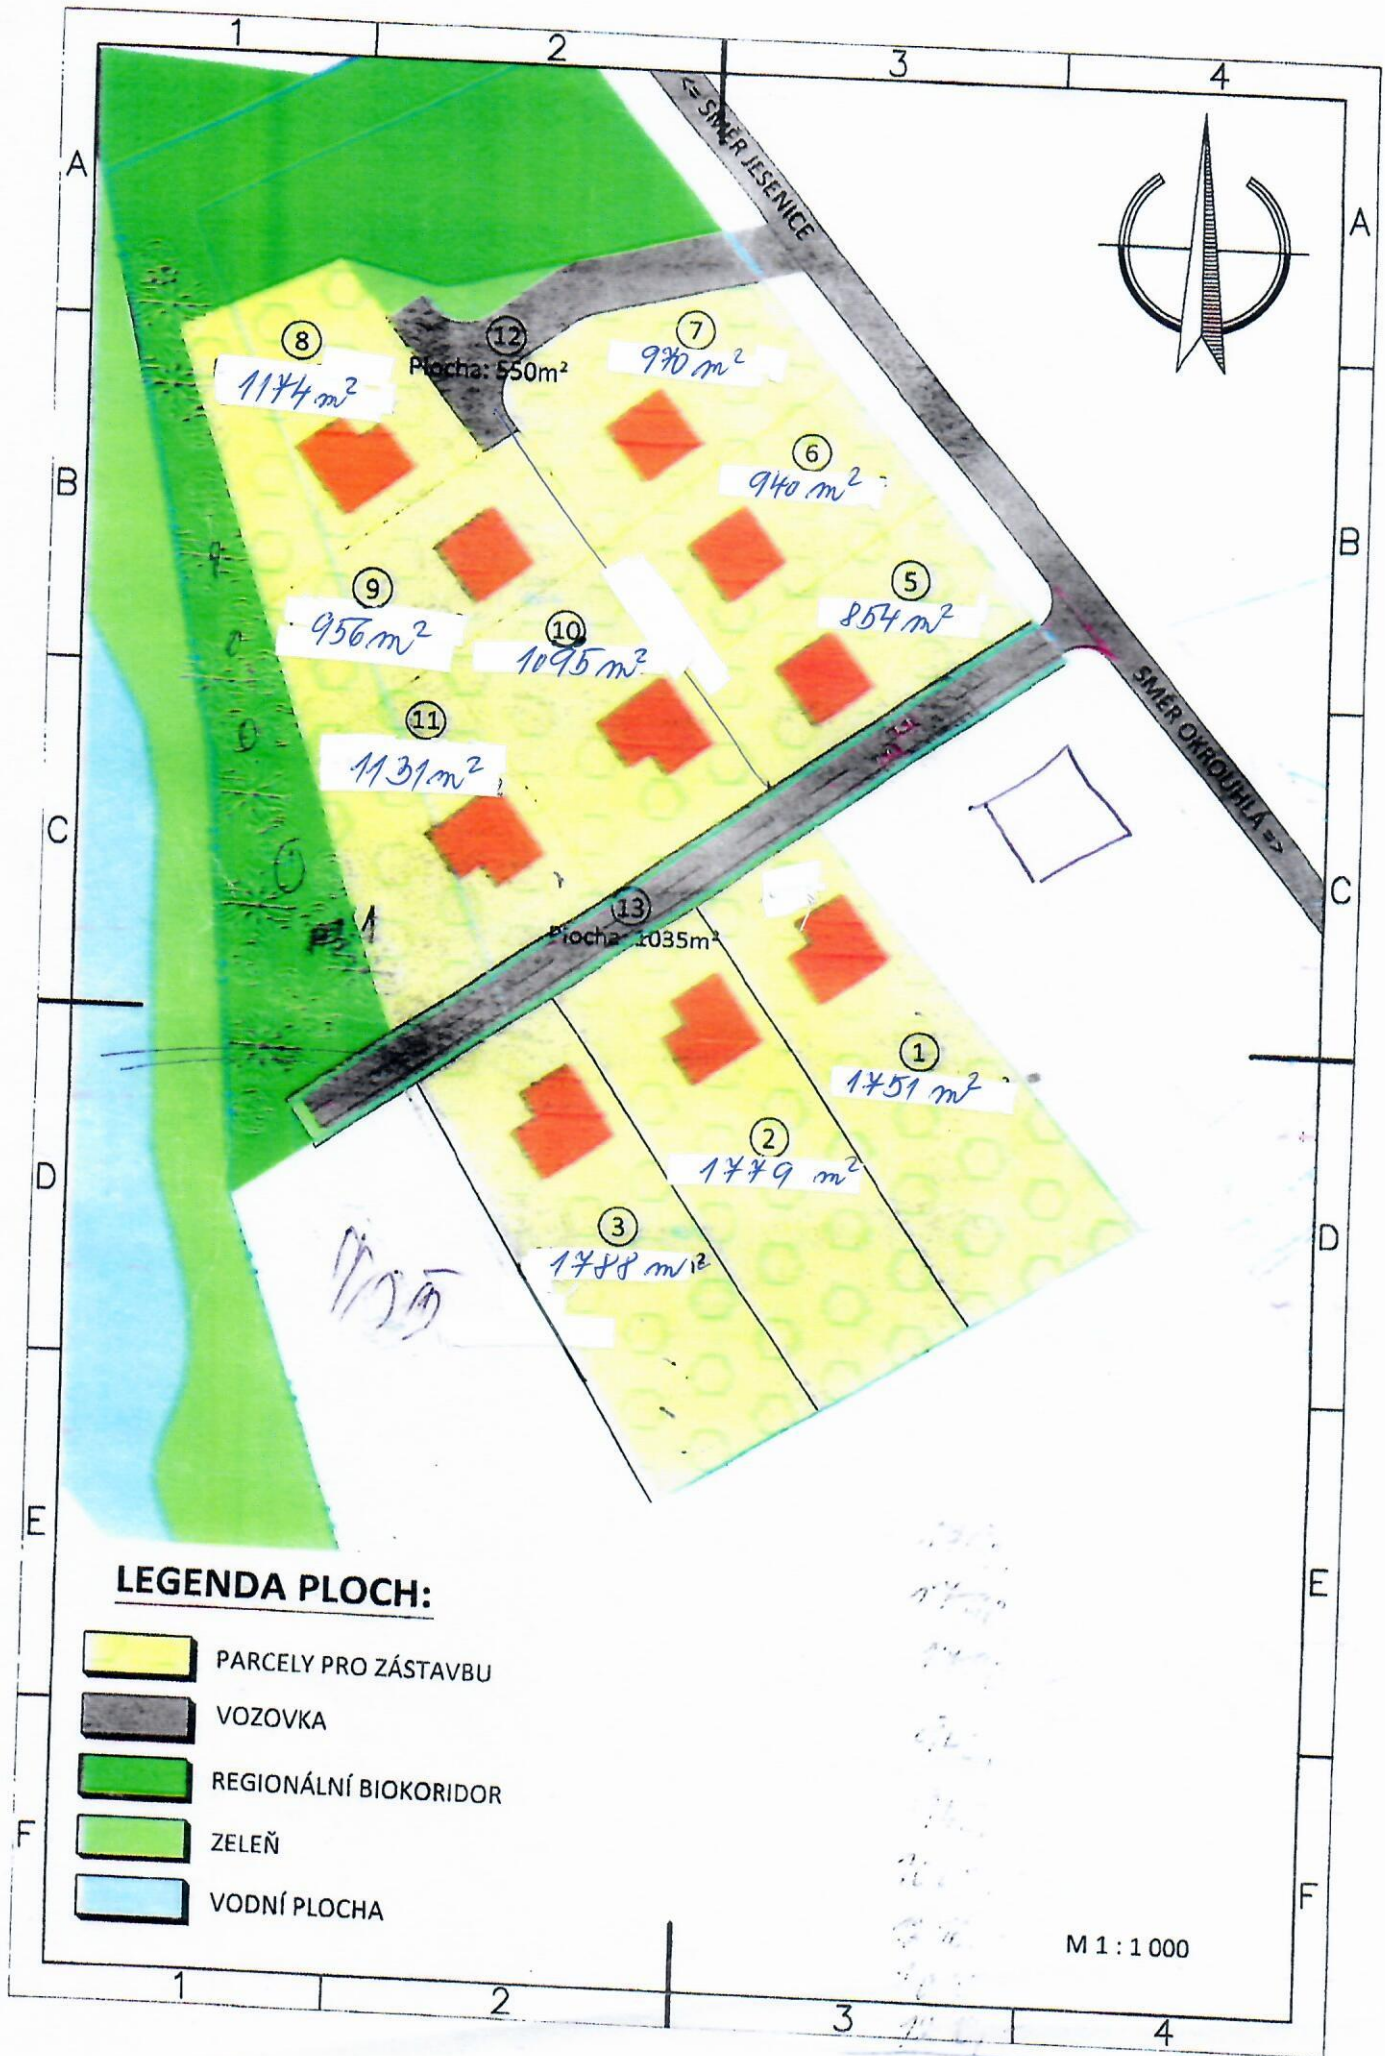 1 2 3 4
A A
<= SMĚR JESENICE
8
1174 m²
12
Plocha: 550m²
7
970 m²
B B
6
940 m²
5
854 m²
9
956 m²
10
1095 m²
11
1131 m²
SMĚR OKROUHLÁ =>
C C
13
Plocha: 1035m²
1
1751 m²
2
1779 m²
D D
3
1788 m²
E E
LEGENDA PLOCH:
PARCELY PRO ZÁSTAVBU
VOZOVKA
REGIONÁLNÍ BIOKORIDOR
ZELEŇ
VODNÍ PLOCHA
F F
M 1 : 1 000
1 2 3 4